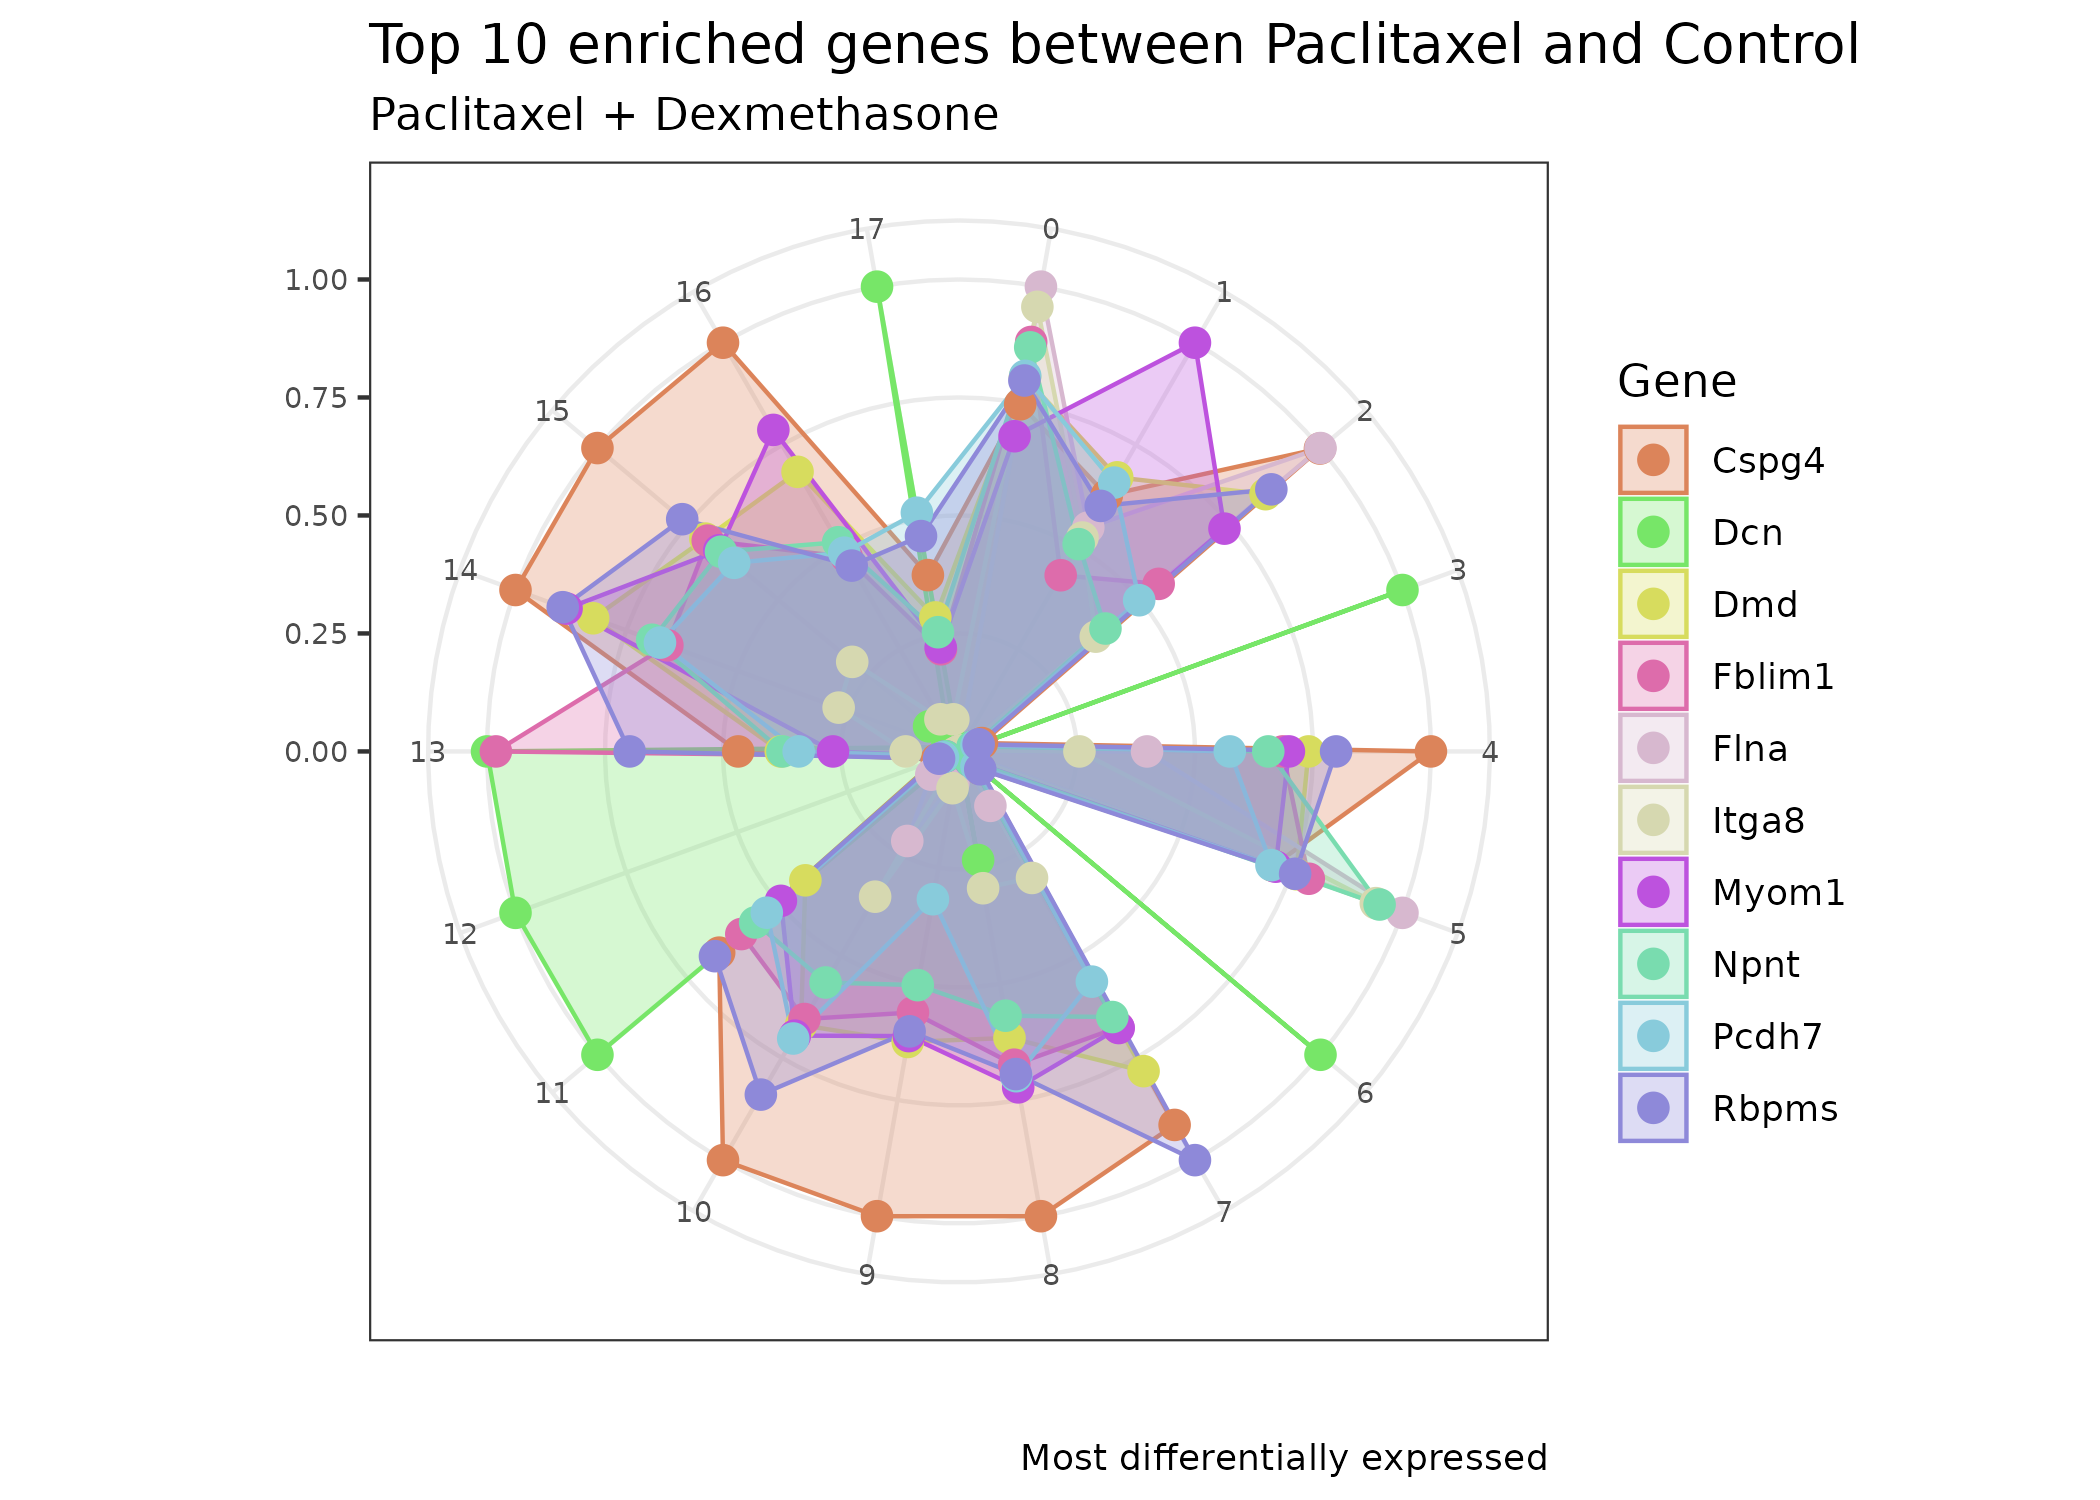 Top 10 enriched genes between Paclitaxel and Control
Paclitaxel + Dexmethasone
17
0
16
1
1.00
15
2
0.75
0.50
14
3
0.25
0.00
13
4
12
5
11
6
10
7
9
8
Gene
Cspg4
Dcn
Dmd
Fblim1
Flna
Itga8
Myom1
Npnt
Pcdh7
Rbpms
Most differentially expressed